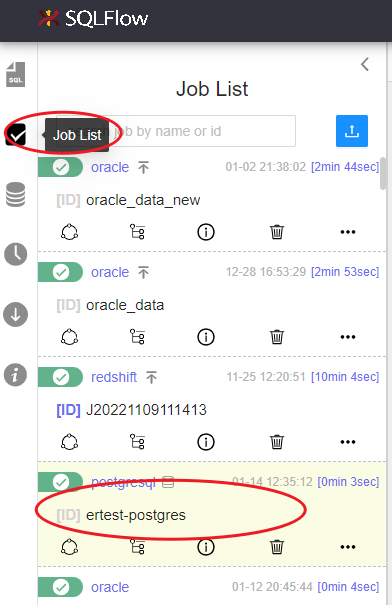 SQLFlow
SQL
Job List
Job List
job by name or id
oracle 01-02 21:38:02 [2min 44sec]
[ID] oracle_data_new
oracle 12-28 16:53:29 [2min 53sec]
[ID] oracle_data
redshift 11-25 12:20:51 [10min 4sec]
[ID] J20221109111413
postgresql 01-14 12:35:12 [0min 3sec]
[ID] ertest-postgres
oracle 01-12 20:45:44 [0min 4sec]